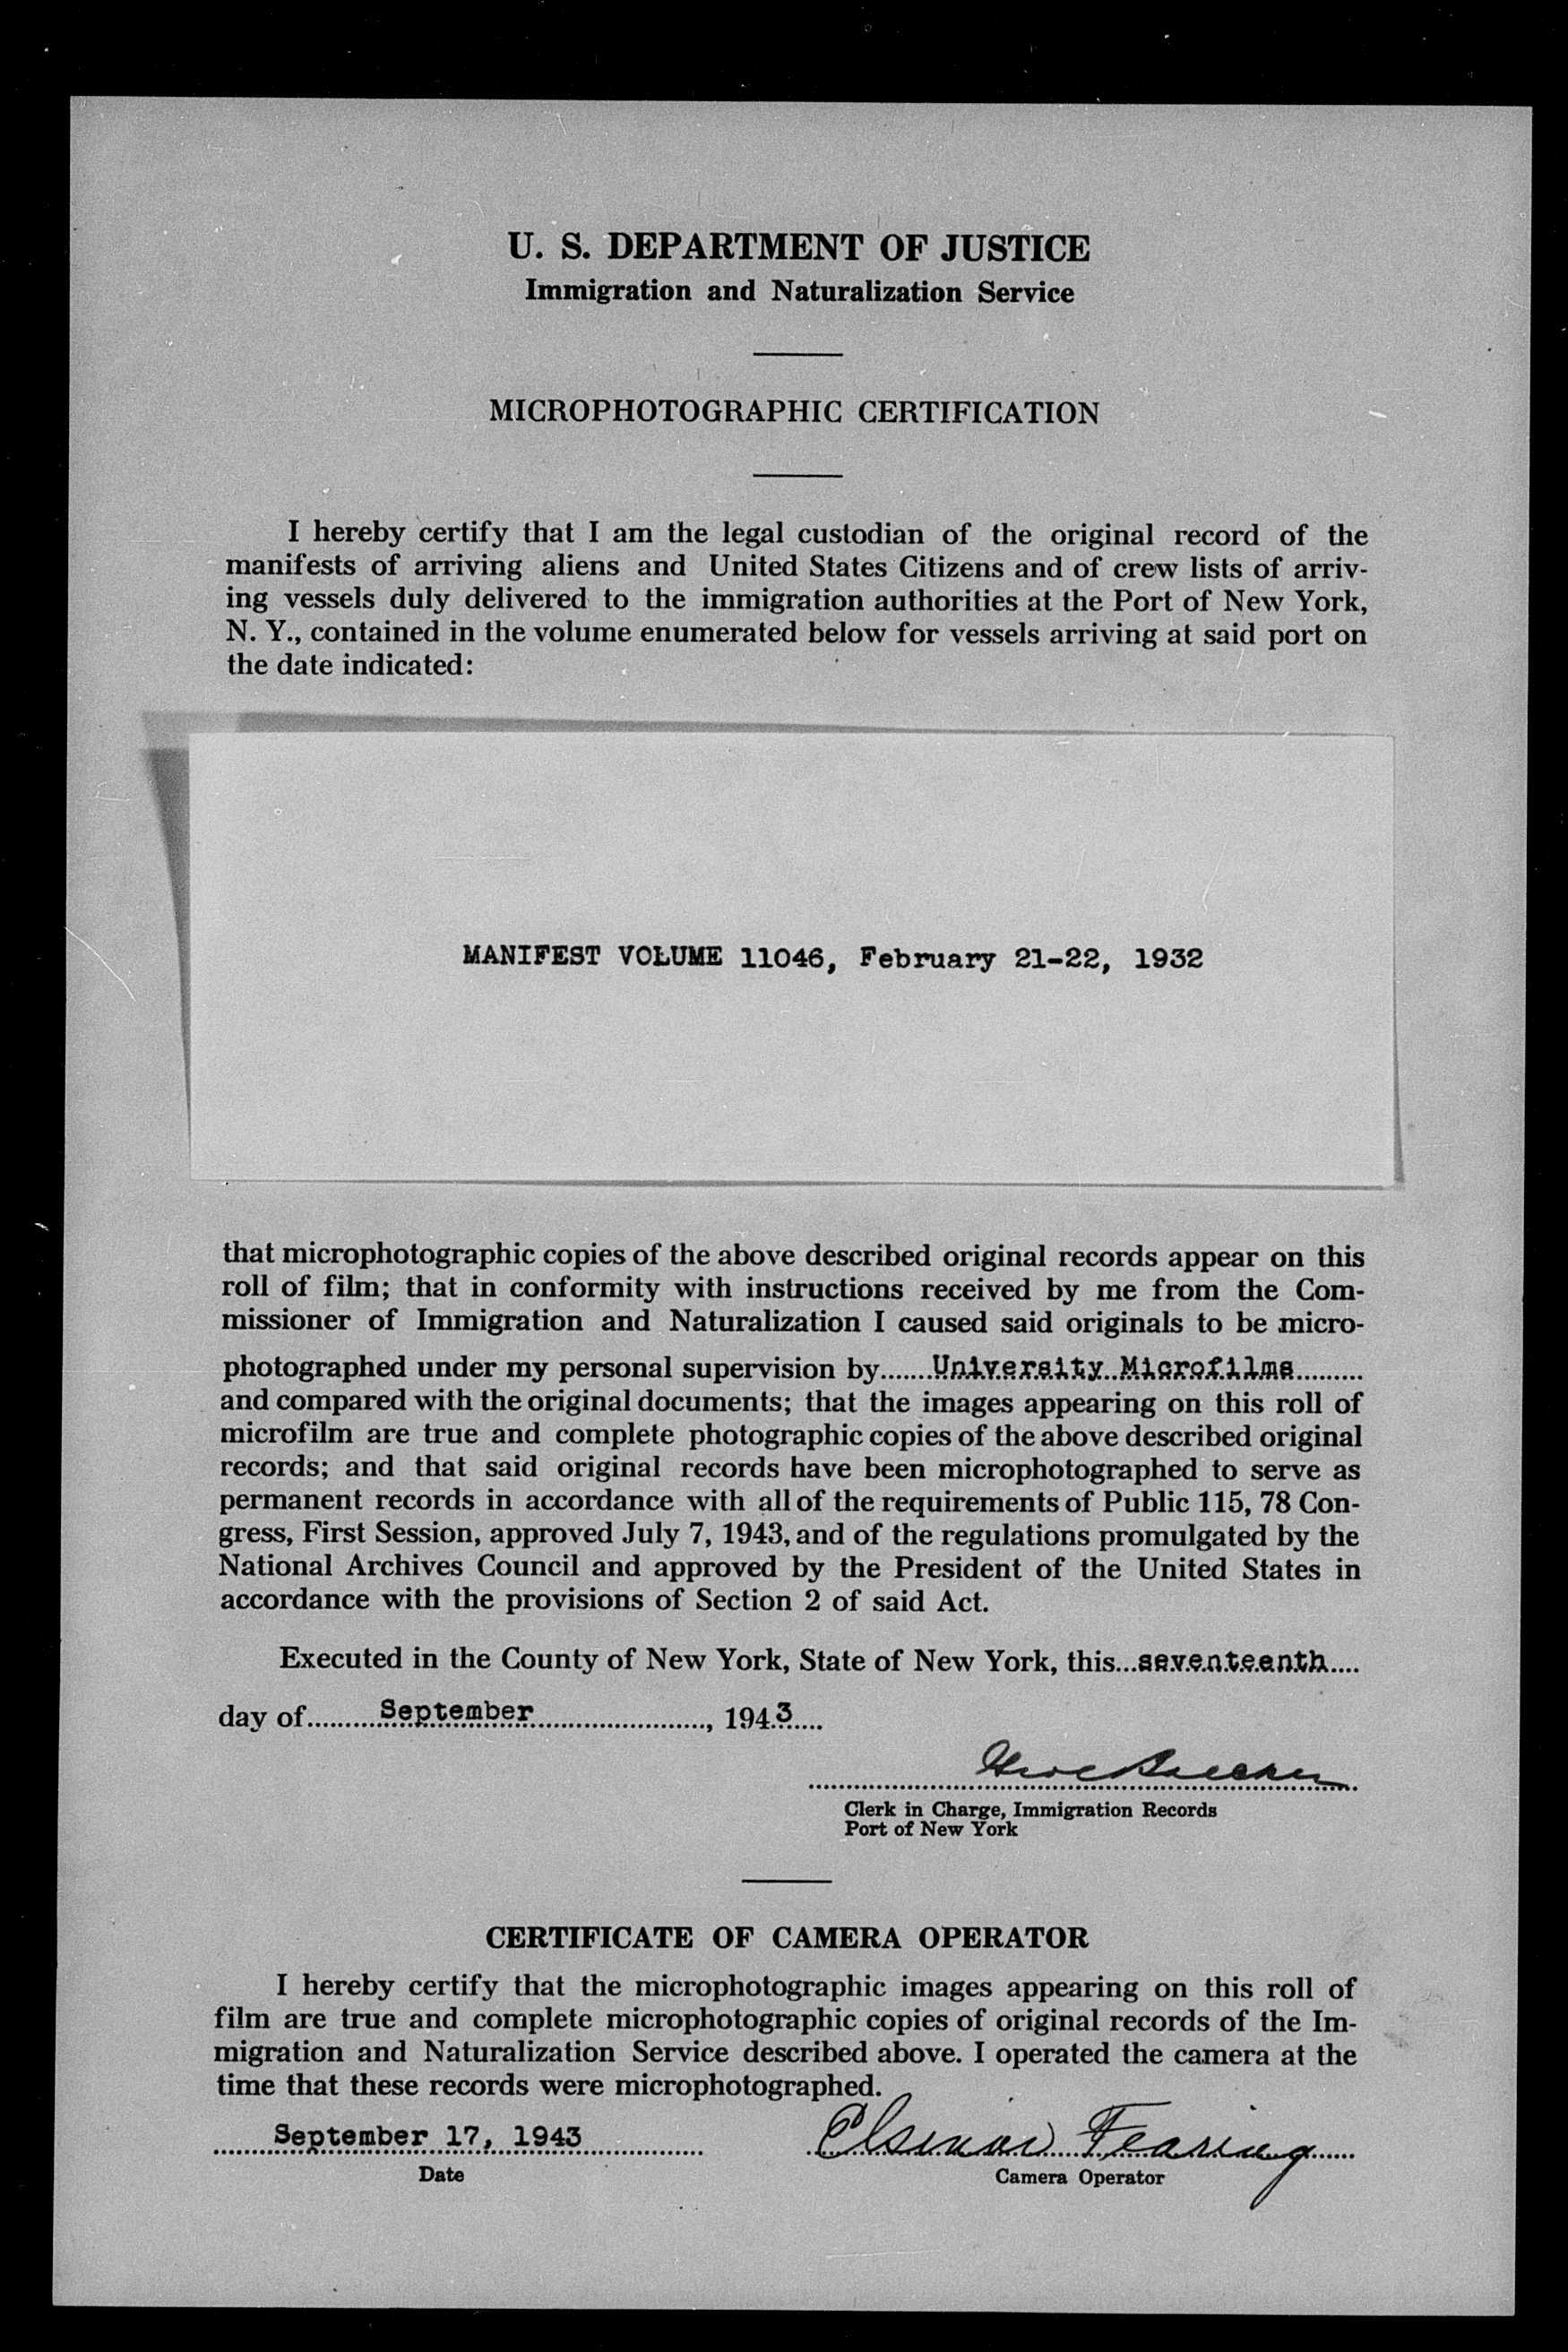 U. S. DEPARTMENT OF JUSTICE
Immigration and Naturalization Service
MICROPHOTOGRAPHIC CERTIFICATION
I hereby certify that I am the legal custodian of the original record of the
manifests of arriving aliens and United States Citizens and of crew lists of arriv-
ing vessels duly delivered to the immigration authorities at the Port of New York,
N. Y., contained in the volume enumerated below for vessels arriving at said port on
the date indicated:
MANIFEST VOLUME 11046, February 21-22, 1932
that microphotographic copies of the above described original records appear on this
roll of film; that in conformity with instructions received by me from the Com-
missioner of Immigration and Naturalization I caused said originals to be micro-
photographed under my personal supervision by.......University Microfilms..........
and compared with the original documents; that the images appearing on this roll of
microfilm are true and complete photographic copies of the above described original
records; and that said original records have been microphotographed to serve as
permanent records in accordance with all of the requirements of Public 115, 78 Con-
gress, First Session, approved July 7, 1943, and of the regulations promulgated by the
National Archives Council and approved by the President of the United States in
accordance with the provisions of Section 2 of said Act.
Executed in the County of New York, State of New York, this...seventeenth....
day of..........September........................, 1943....
Clerk in Charge, Immigration Records
Port of New York
CERTIFICATE OF CAMERA OPERATOR
I hereby certify that the microphotographic images appearing on this roll of
film are true and complete microphotographic copies of original records of the Im-
migration and Naturalization Service described above. I operated the camera at the
time that these records were microphotographed.
September 17, 1943 Fearing
Date Camera Operator